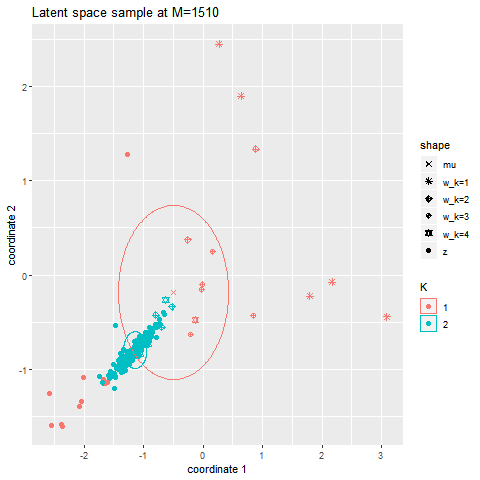 Latent space sample at M=1510
coordinate 2
2
1
0
-1
-2
-1
0
1
2
3
coordinate 1
shape
mu
w_k=1
w_k=2
w_k=3
w_k=4
z
K
1
2